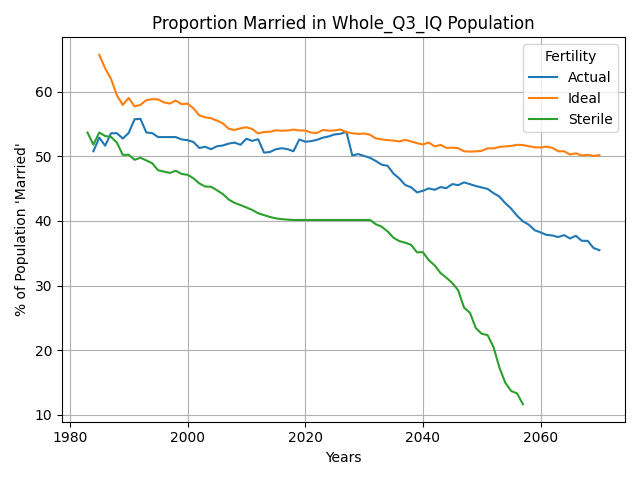 Proportion Married in Whole_Q3_IQ Population
Fertility
Actual
Ideal
Sterile
% of Population 'Married'
60
50
40
30
20
10
1980
2000
2020
2040
2060
Years